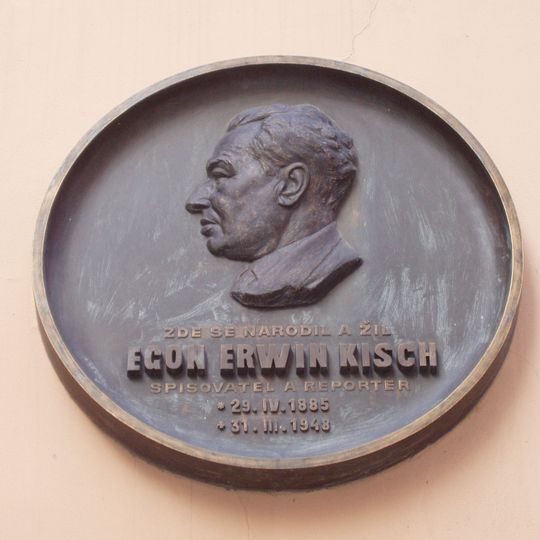 ZDE SE NARODIL A ŽIL
EGON ERWIN KISCH
SPISOVATEL A REPORTER
* 29. IV. 1885
+ 31. III. 1948